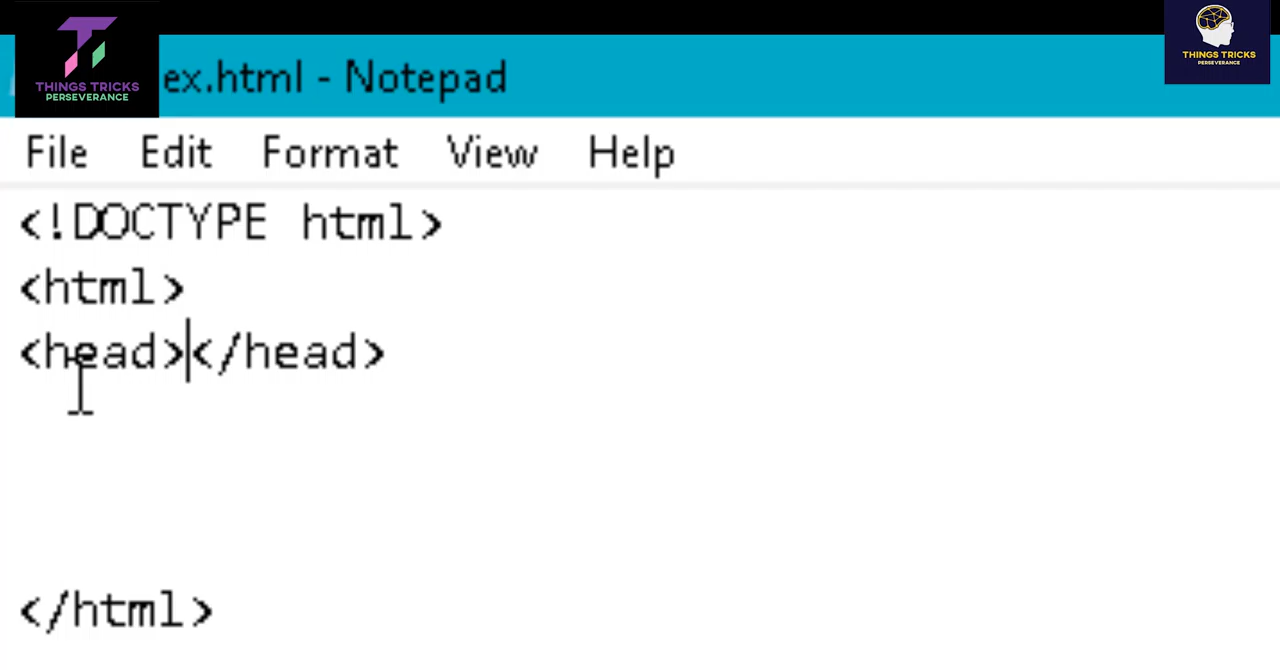 THINGS TRICKS
PERSEVERANCE
THINGS TRICKS
PERSEVERANCE
ex.html - Notepad
File Edit Format View Help
<!DOCTYPE html>
<html>
<head></head>
</html>